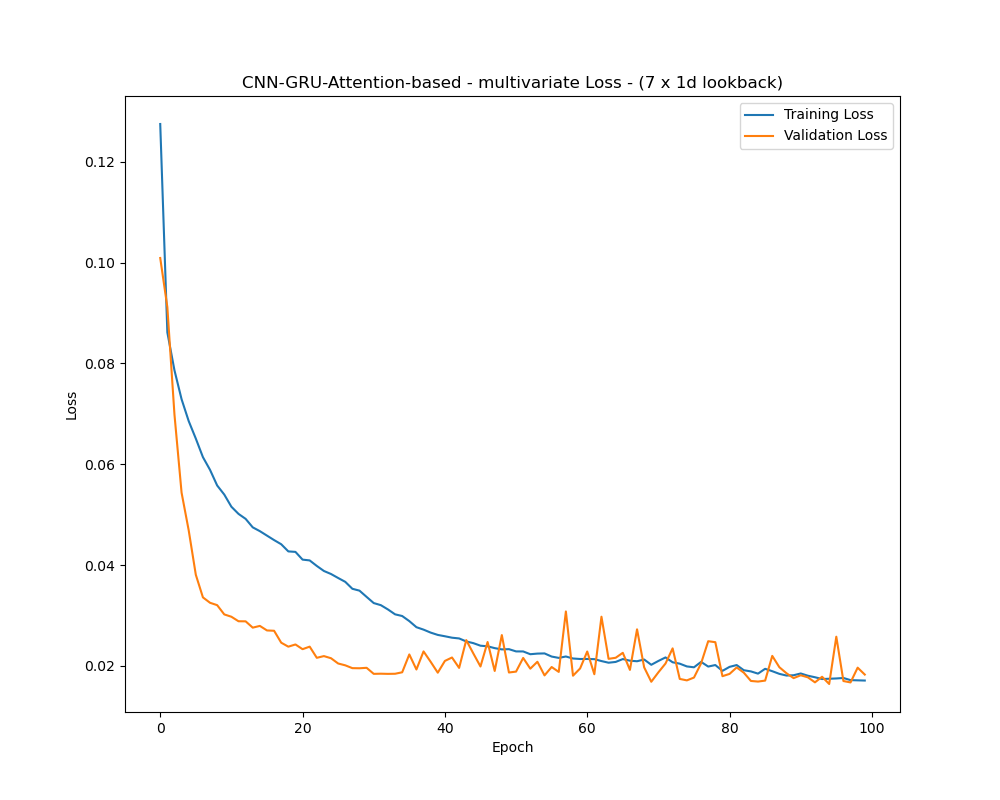 CNN-GRU-Attention-based - multivariate Loss - (7 x 1d lookback)
Training Loss
Validation Loss
0.12
0.10
0.08
0.06
0.04
0.02
Loss
0 20 40 60 80 100
Epoch